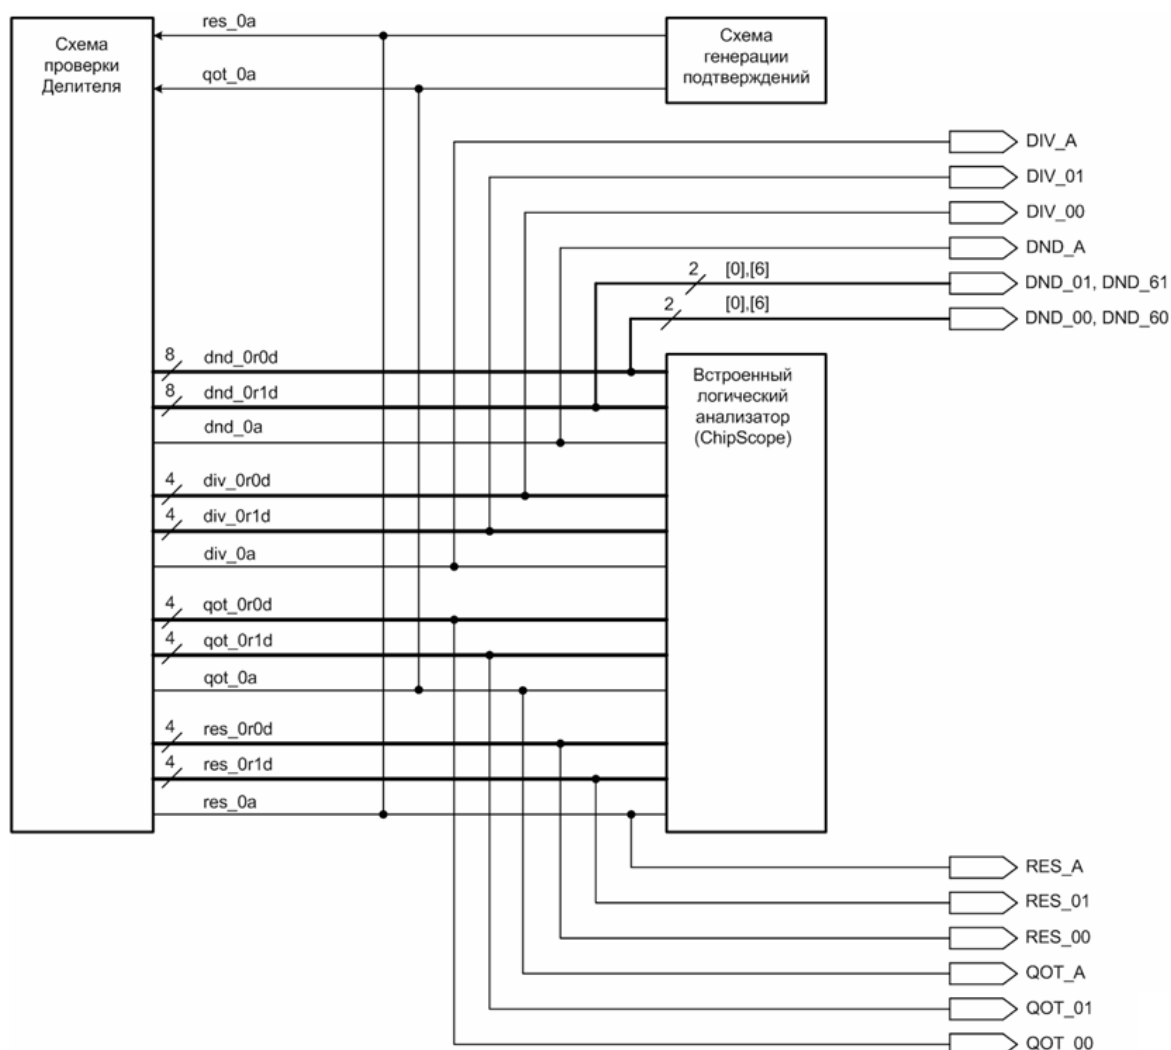 Схема
проверки
Делителя
res_0a
qot_0a
Схема
генерации
подтверждений
DIV_A
DIV_01
DIV_00
DND_A
2 [0],[6]
DND_01, DND_61
2 [0],[6]
DND_00, DND_60
8 dnd_0r0d
8 dnd_0r1d
dnd_0a
4 div_0r0d
4 div_0r1d
div_0a
4 qot_0r0d
4 qot_0r1d
qot_0a
4 res_0r0d
4 res_0r1d
res_0a
Встроенный
логический
анализатор
(ChipScope)
RES_A
RES_01
RES_00
QOT_A
QOT_01
QOT_00